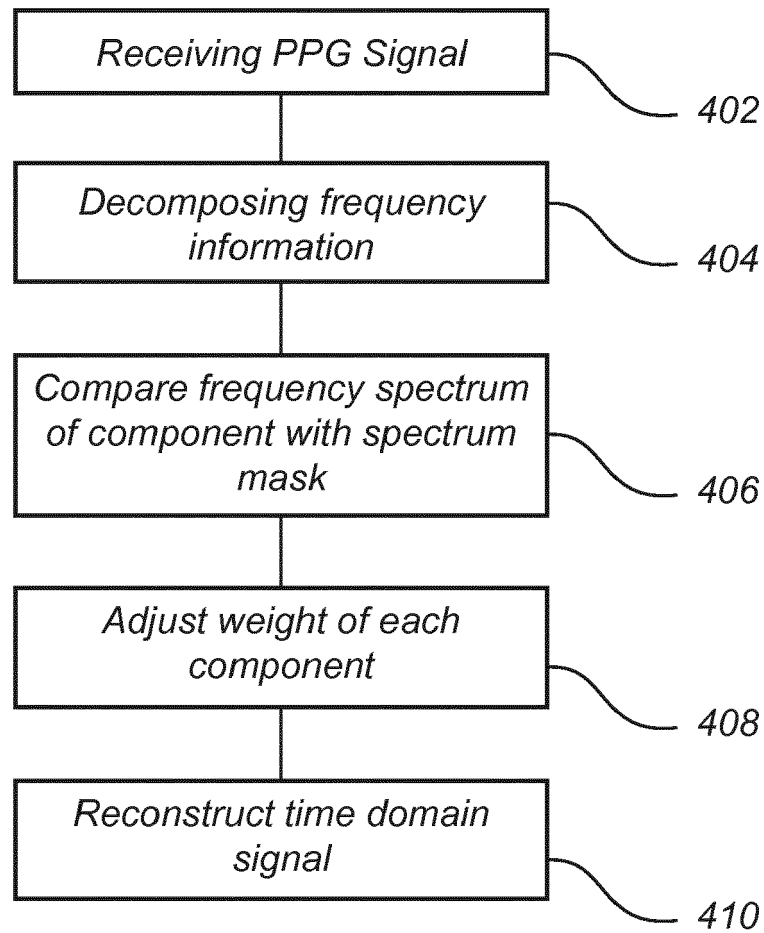 Receiving PPG Signal
402
Decomposing frequency
information
404
Compare frequency spectrum
of component with spectrum
mask
406
Adjust weight of each
component
408
Reconstruct time domain
signal
410